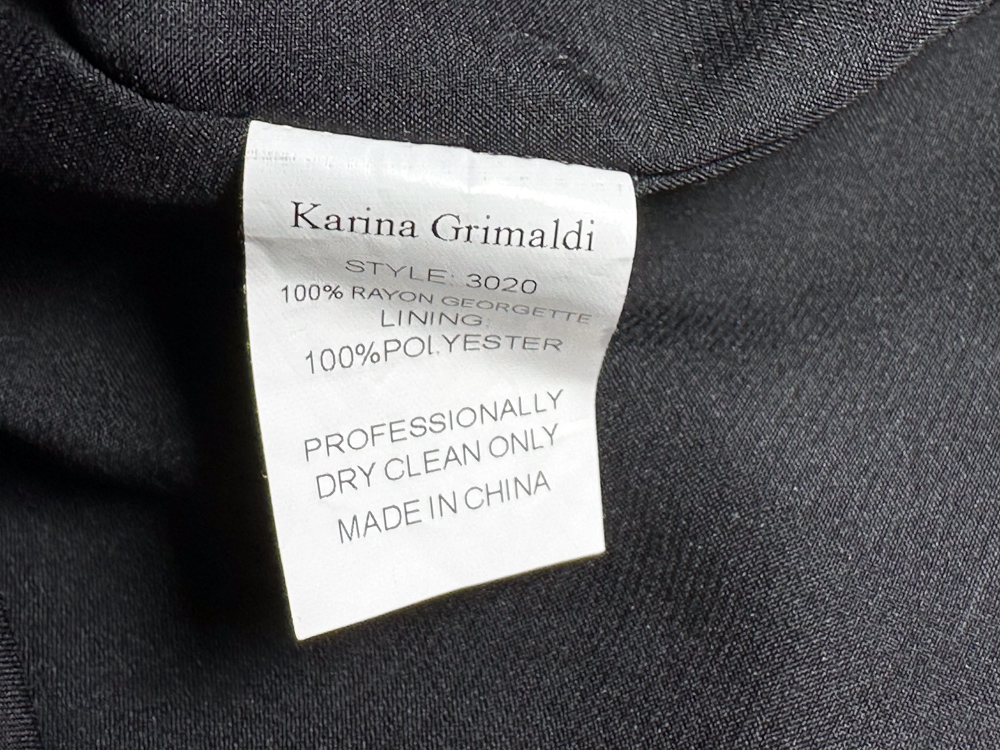 Karina Grimaldi
STYLE: 3020
100% RAYON GEORGETTE
LINING:
100%POLYESTER
PROFESSIONALLY
DRY CLEAN ONLY
MADE IN CHINA